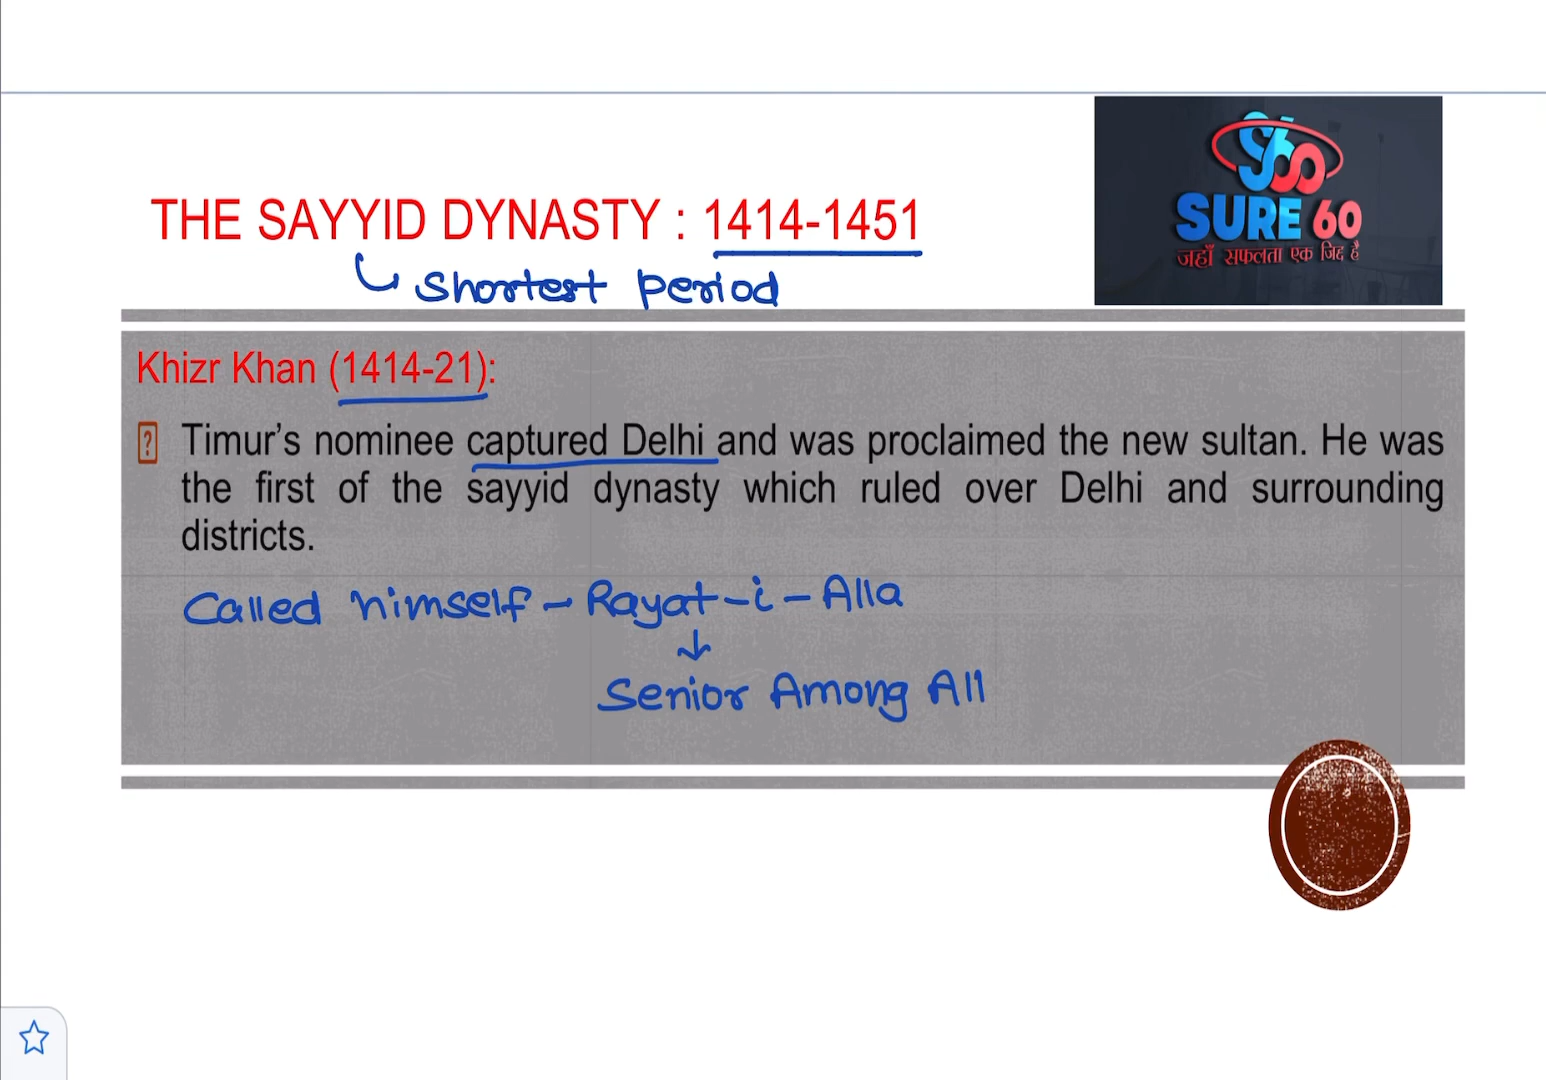 THE SAYYID DYNASTY : 1414-1451
Shortest period
S60
SURE 60
जहाँ सफलता एक जिद्द है
Khizr Khan (1414-21):
? Timur's nominee captured Delhi and was proclaimed the new sultan. He was
the first of the sayyid dynasty which ruled over Delhi and surrounding
districts.
Called himself - Rayat-i-Alla
↓
Senior Among All